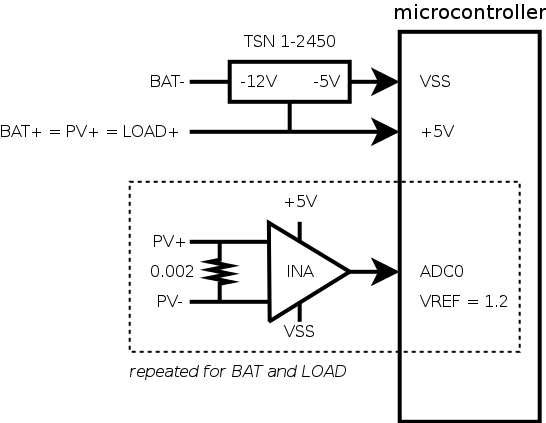 microcontroller
TSN 1-2450
BAT- -12V -5V VSS
BAT+ = PV+ = LOAD+ +5V
+5V
PV+
0.002 INA ADC0
PV- VREF = 1.2
VSS
repeated for BAT and LOAD